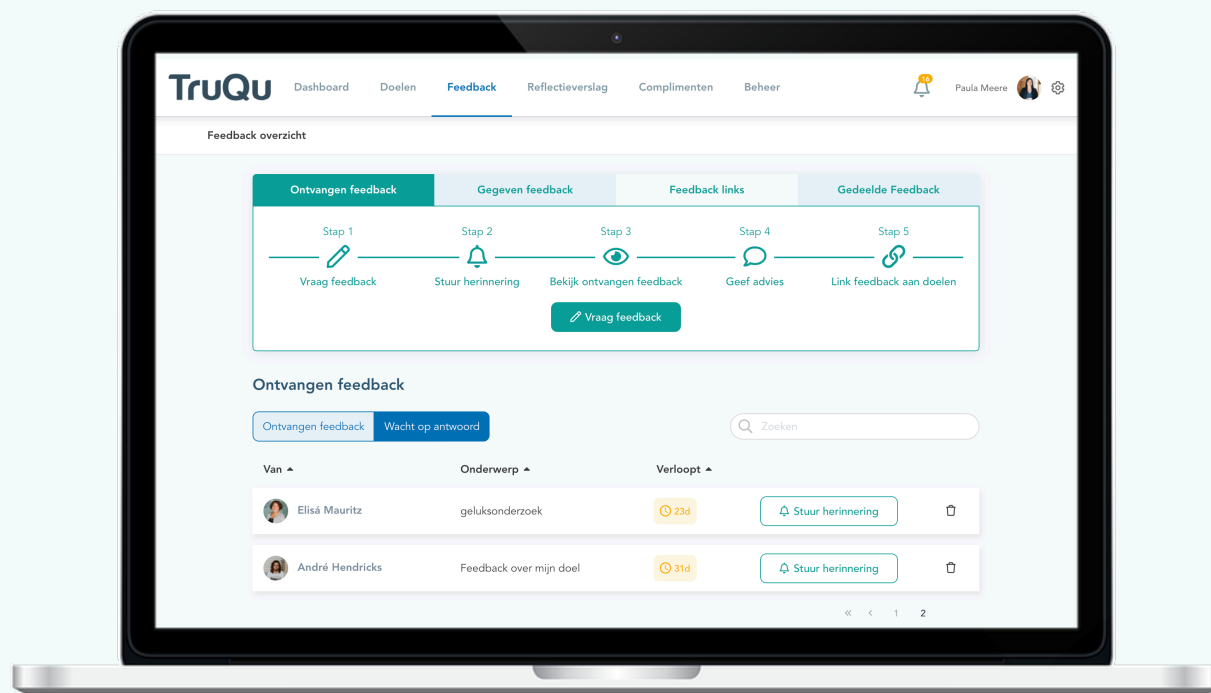 TruQu Dashboard Doelen Feedback Reflectieverslag Complimenten Beheer 16 Paula Meere
Feedback overzicht
Ontvangen feedback Gegeven feedback Feedback links Gedeelde Feedback
Stap 1 Stap 2 Stap 3 Stap 4 Stap 5
Vraag feedback Stuur herinnering Bekijk ontvangen feedback Geef advies Link feedback aan doelen
Vraag feedback
Ontvangen feedback
Ontvangen feedback Wacht op antwoord Zoeken
Van Onderwerp Verloopt
Elisá Mauritz geluksonderzoek 23d Stuur herinnering
André Hendricks Feedback over mijn doel 31d Stuur herinnering
« < 1 2